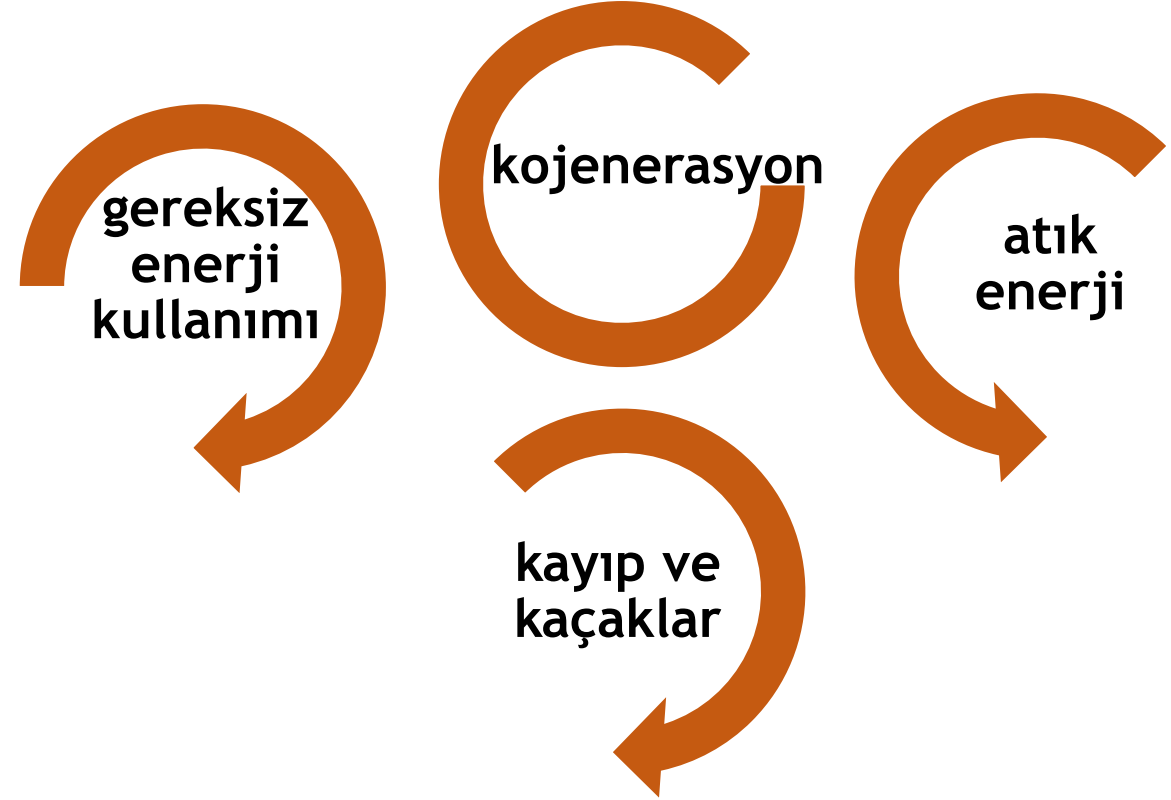 gereksiz
enerji
kullanımı
kojenerasyon
atık
enerji
kayıp ve
kaçaklar